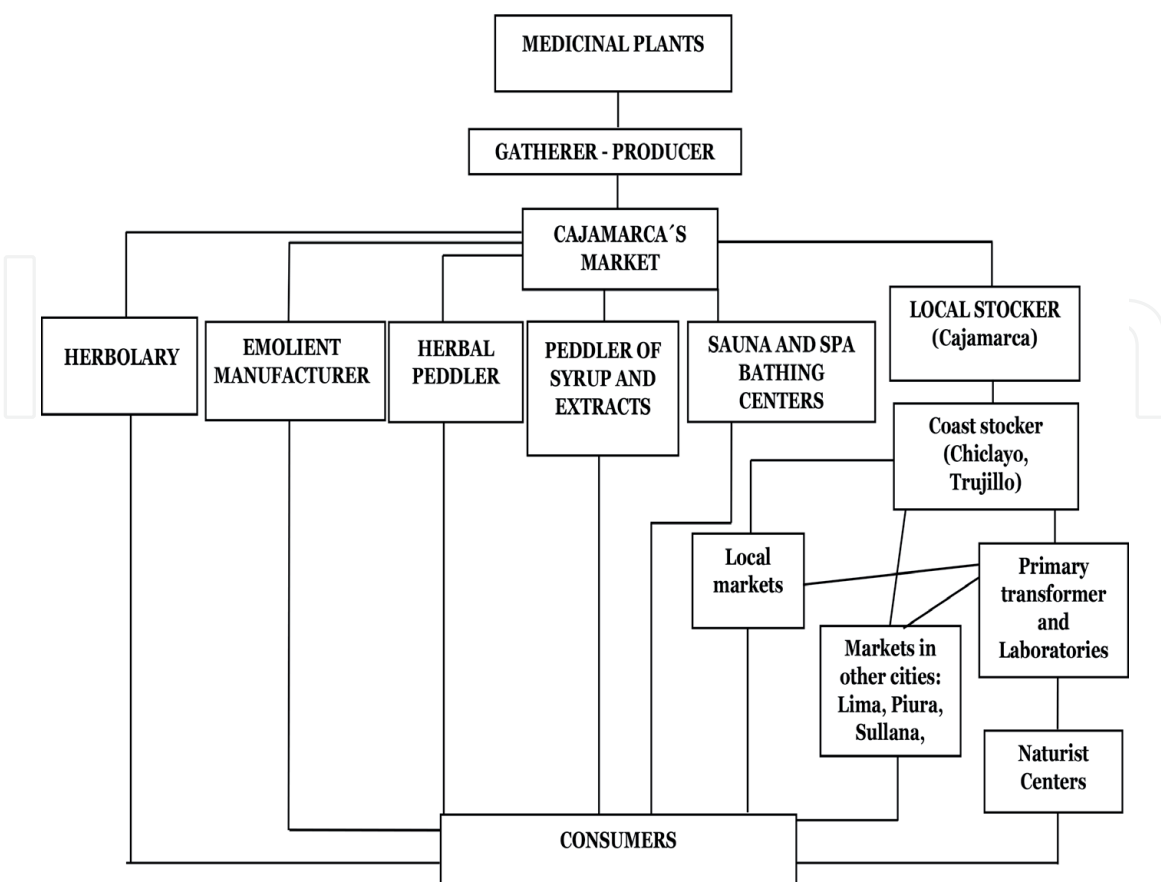 MEDICINAL PLANTS
GATHERER - PRODUCER
CAJAMARCA´S
MARKET
HERBOLARY
EMOLIENT
MANUFACTURER
HERBAL
PEDDLER
PEDDLER OF
SYRUP AND
EXTRACTS
SAUNA AND SPA
BATHING
CENTERS
LOCAL STOCKER
(Cajamarca)
Coast stocker
(Chiclayo,
Trujillo)
Local
markets
Primary
transformer
and
Laboratories
Markets in
other cities:
Lima, Piura,
Sullana,
Naturist
Centers
CONSUMERS